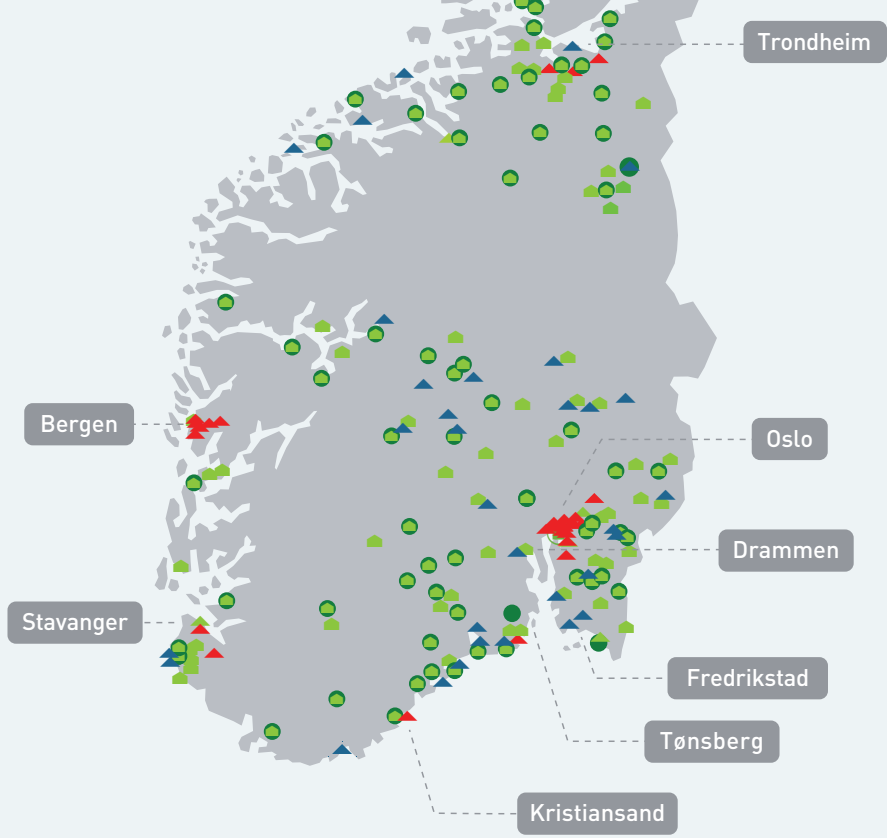 Trondheim
Bergen
Oslo
Drammen
Stavanger
Fredrikstad
Tønsberg
Kristiansand